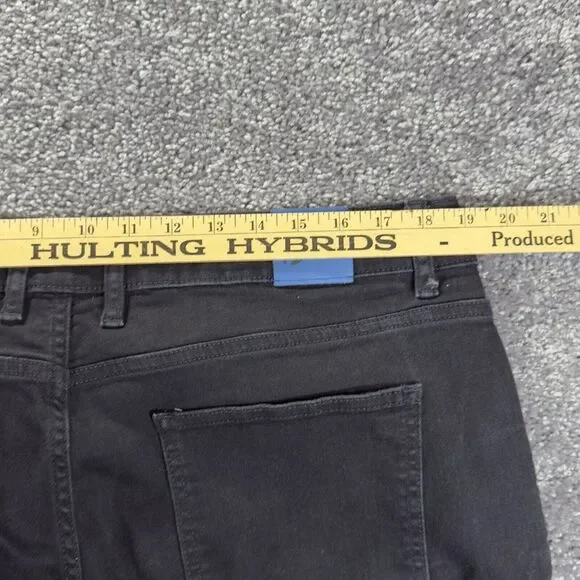 9 10 11 12 13 14 15 16 17 18 19 20 21
HULTING HYBRIDS - Produced